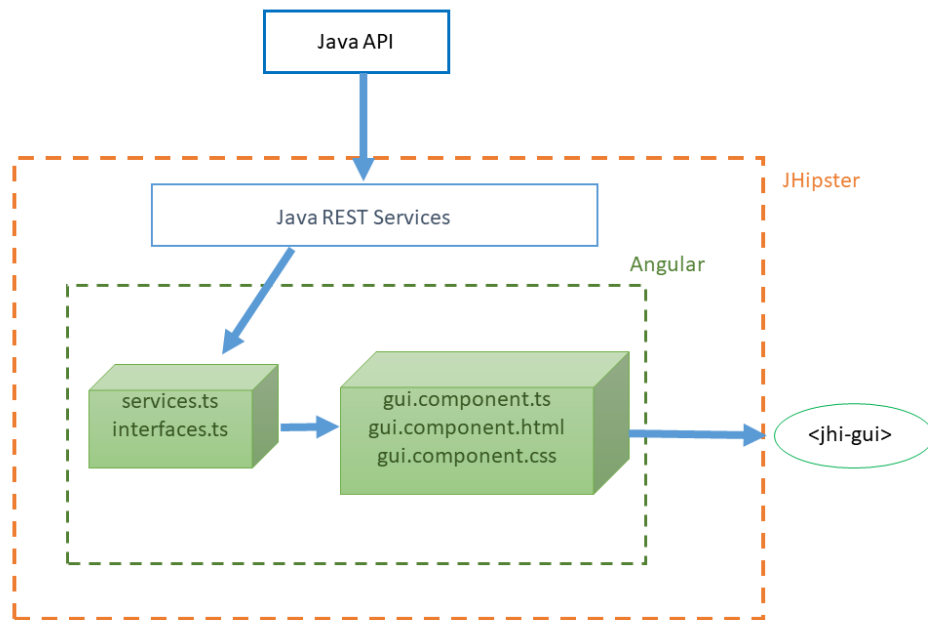 Java API
JHipster
Java REST Services
Angular
services.ts
interfaces.ts
gui.component.ts
gui.component.html
gui.component.css
<jhi-gui>